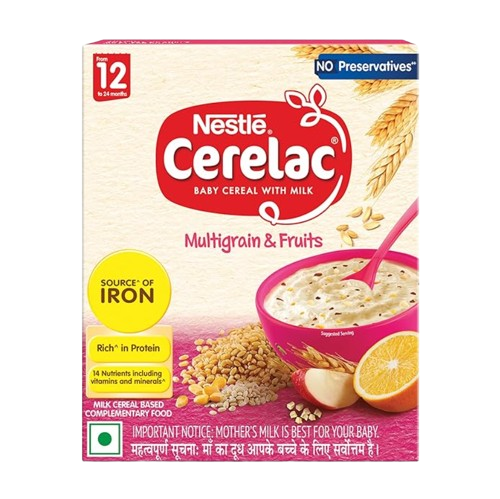 From
12
to 24 months
NO Preservatives**
Nestlé®
Cerelac®
BABY CEREAL WITH MILK
Multigrain & Fruits
SOURCE^ OF
IRON
Suggested Serving
Rich^ in Protein
14 Nutrients including
vitamins and minerals^
MILK CEREAL BASED
COMPLEMENTARY FOOD
IMPORTANT NOTICE: MOTHER'S MILK IS BEST FOR YOUR BABY.
महत्वपूर्ण सूचना: माँ का दूध आपके बच्चे के लिए सर्वोत्तम है।